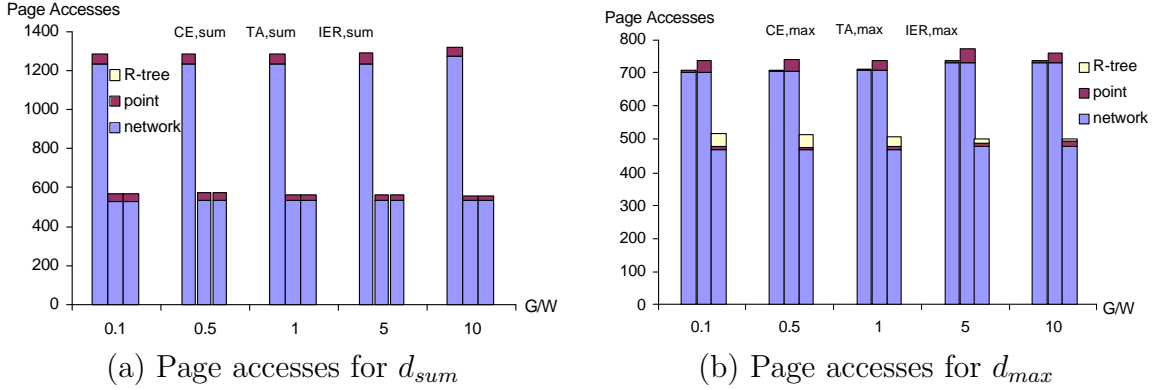 Page Accesses
1400
1200
1000
800
600
400
200
0
CE,sum TA,sum IER,sum
R-tree
point
network
0.1 0.5 1 5 10
G/W
(a) Page accesses for d_sum
Page Accesses
800
700
600
500
400
300
200
100
0
CE,max TA,max IER,max
R-tree
point
network
0.1 0.5 1 5 10
G/W
(b) Page accesses for d_max